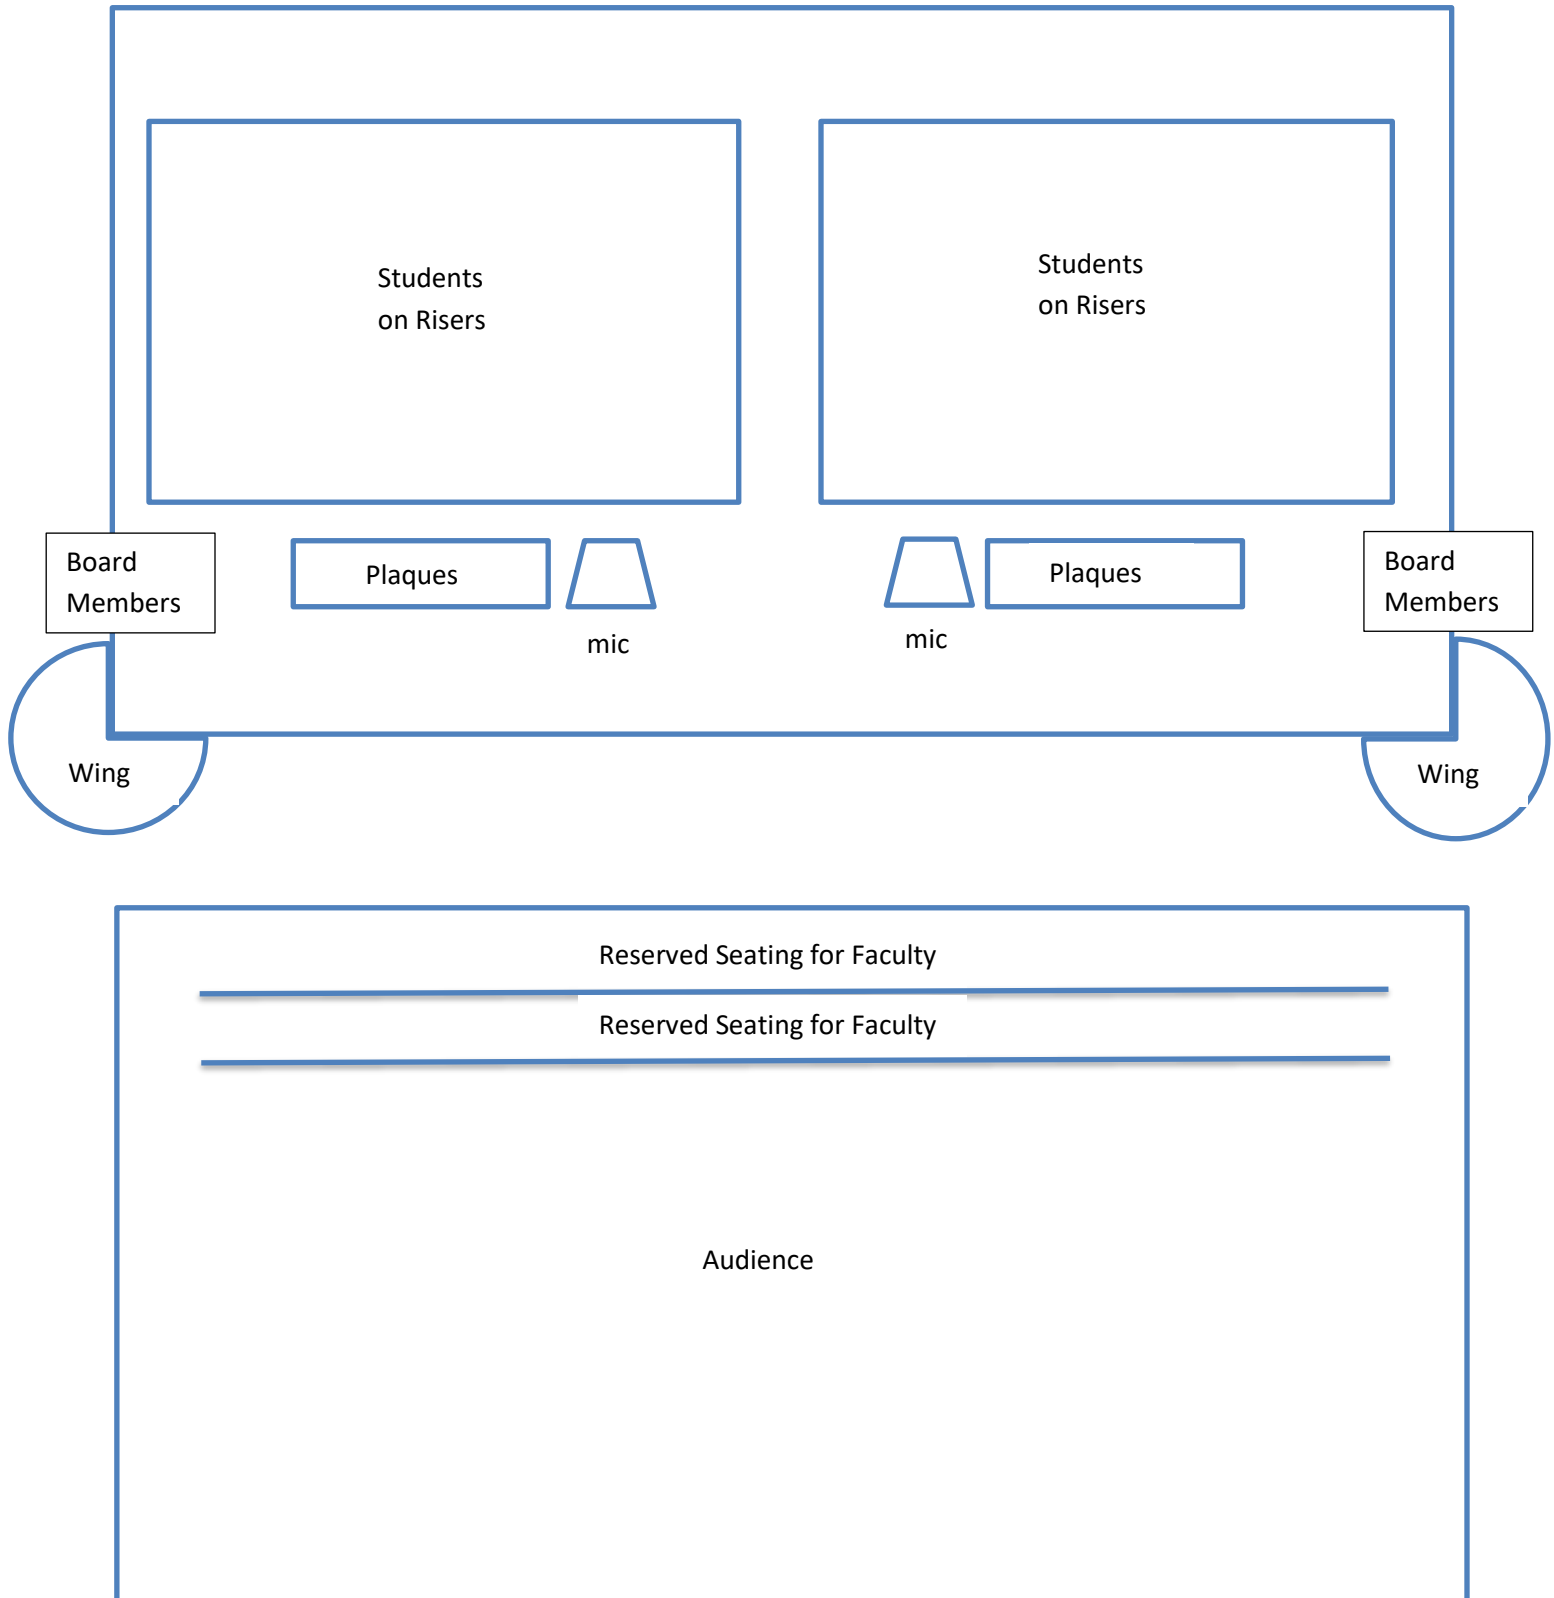 Students
on Risers
Students
on Risers
Board
Members
Plaques
mic
mic
Plaques
Board
Members
Wing
Wing
Reserved Seating for Faculty
Reserved Seating for Faculty
Audience